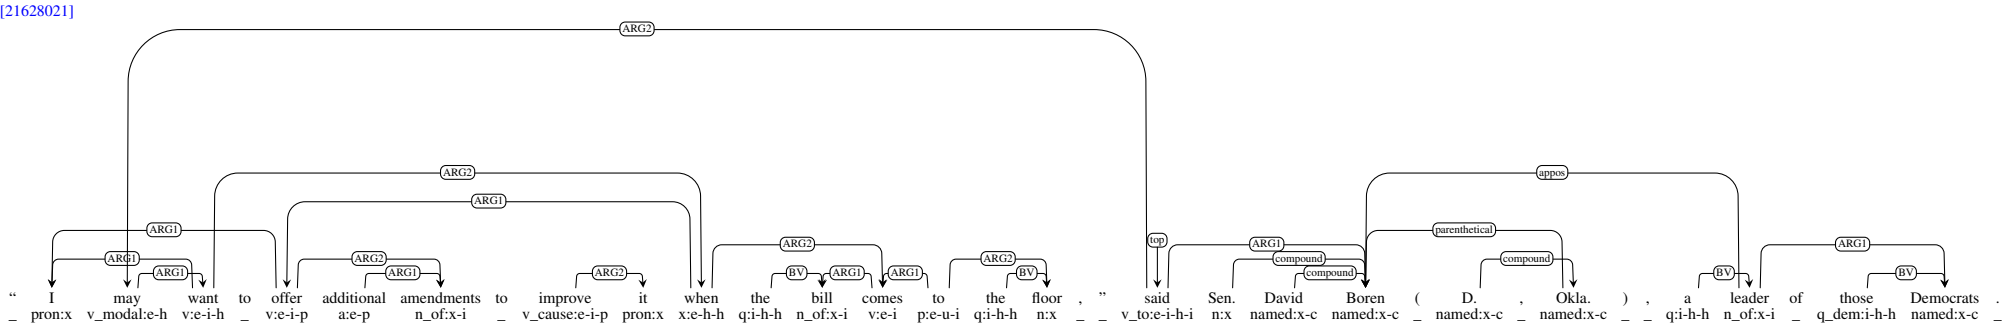 [21628021]
ARG2
ARG2 appos
ARG1
ARG1 parenthetical
top
ARG2 ARG1 ARG1
ARG1 ARG2 ARG2 compound compound
ARG1 ARG1 ARG2 BV ARG1 ARG1 BV compound BV BV
“ I may want to offer additional amendments to improve it when the bill comes to the floor , ” said Sen. David Boren ( D. , Okla. ) , a leader of those Democrats .
_ pron:x v_modal:e-h v:e-i-h _ v:e-i-p a:e-p n_of:x-i _ v_cause:e-i-p pron:x x:e-h-h q:i-h-h n_of:x-i v:e-i p:e-u-i q:i-h-h n:x _ _ v_to:e-i-h-i n:x named:x-c named:x-c _ named:x-c _ named:x-c _ _ q:i-h-h n_of:x-i _ q_dem:i-h-h named:x-c _